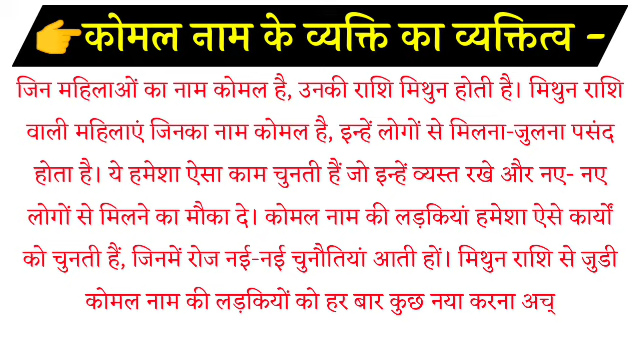 👉कोमल नाम के व्यक्ति का व्यक्तित्व -
जिन महिलाओं का नाम कोमल है, उनकी राशि मिथुन होती है। मिथुन राशि
वाली महिलाएं जिनका नाम कोमल है, इन्हें लोगों से मिलना-जुलना पसंद
होता है। ये हमेशा ऐसा काम चुनती हैं जो इन्हें व्यस्त रखे और नए- नए
लोगों से मिलने का मौका दे। कोमल नाम की लड़कियां हमेशा ऐसे कार्यों
को चुनती हैं, जिनमें रोज नई-नई चुनौतियां आती हों। मिथुन राशि से जुडी
कोमल नाम की लड़कियों को हर बार कुछ नया करना अच्